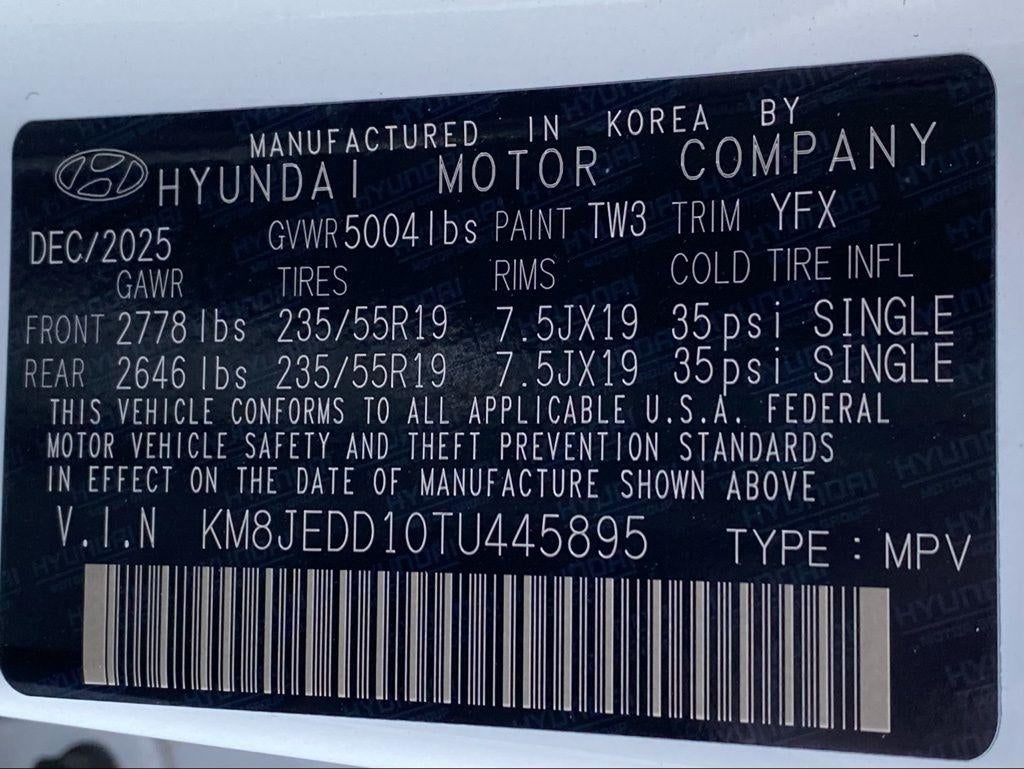 MANUFACTURED IN KOREA BY
HYUNDAI MOTOR COMPANY
DEC/2025 GVWR 5004lbs PAINT TW3 TRIM YFX
GAWR TIRES RIMS COLD TIRE INFL
FRONT 2778 lbs 235/55R19 7.5JX19 35psi SINGLE
REAR 2646 lbs 235/55R19 7.5JX19 35psi SINGLE
THIS VEHICLE CONFORMS TO ALL APPLICABLE U.S.A. FEDERAL
MOTOR VEHICLE SAFETY AND THEFT PREVENTION STANDARDS
IN EFFECT ON THE DATE OF MANUFACTURE SHOWN ABOVE
V.I.N KM8JEDD10TU445895 TYPE : MPV